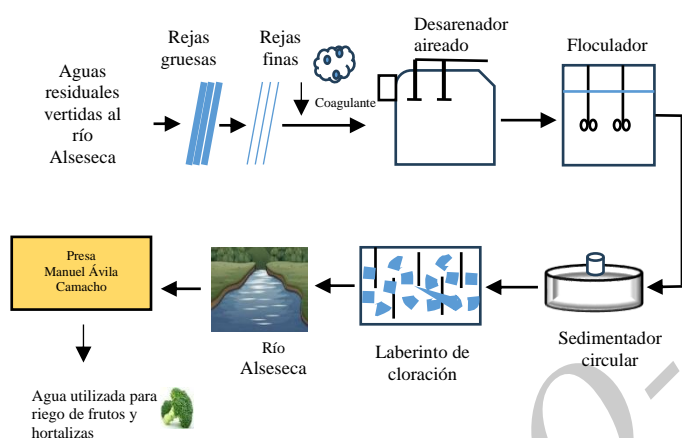 Aguas
residuales
vertidas al
río
Alseseca
Rejas
gruesas
Rejas
finas
Coagulante
Desarenador
aireado
Floculador
Sedimentador
circular
Laberinto de
cloración
Río
Alseseca
Presa
Manuel Ávila
Camacho
Agua utilizada para
riego de frutos y
hortalizas